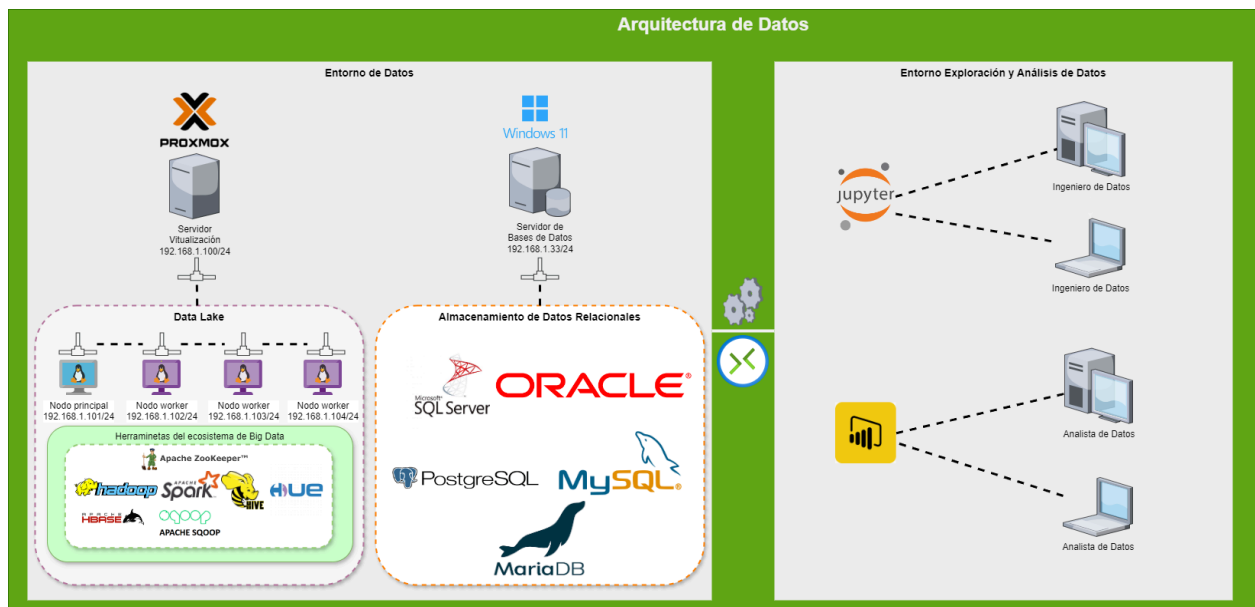 Arquitectura de Datos
Entorno de Datos
PROXMOX
Servidor
Vitualización
192.168.1.100/24
Windows 11
Servidor de
Bases de Datos
192.168.1.33/24
Data Lake
Nodo principal
192.168.1.101/24
Nodo worker
192.168.1.102/24
Nodo worker
192.168.1.103/24
Nodo worker
192.168.1.104/24
Herraminetas del ecosistema de Big Data
Apache ZooKeeper™
hadoop
APACHE
Spark™
HIVE
HUE
APACHE
HBASE
sqoop
APACHE SQOOP
Almacenamiento de Datos Relacionales
Microsoft®
SQL Server
ORACLE®
PostgreSQL
MySQL®
MariaDB
Entorno Exploración y Análisis de Datos
jupyter
Ingeniero de Datos
Ingeniero de Datos
Analista de Datos
Analista de Datos